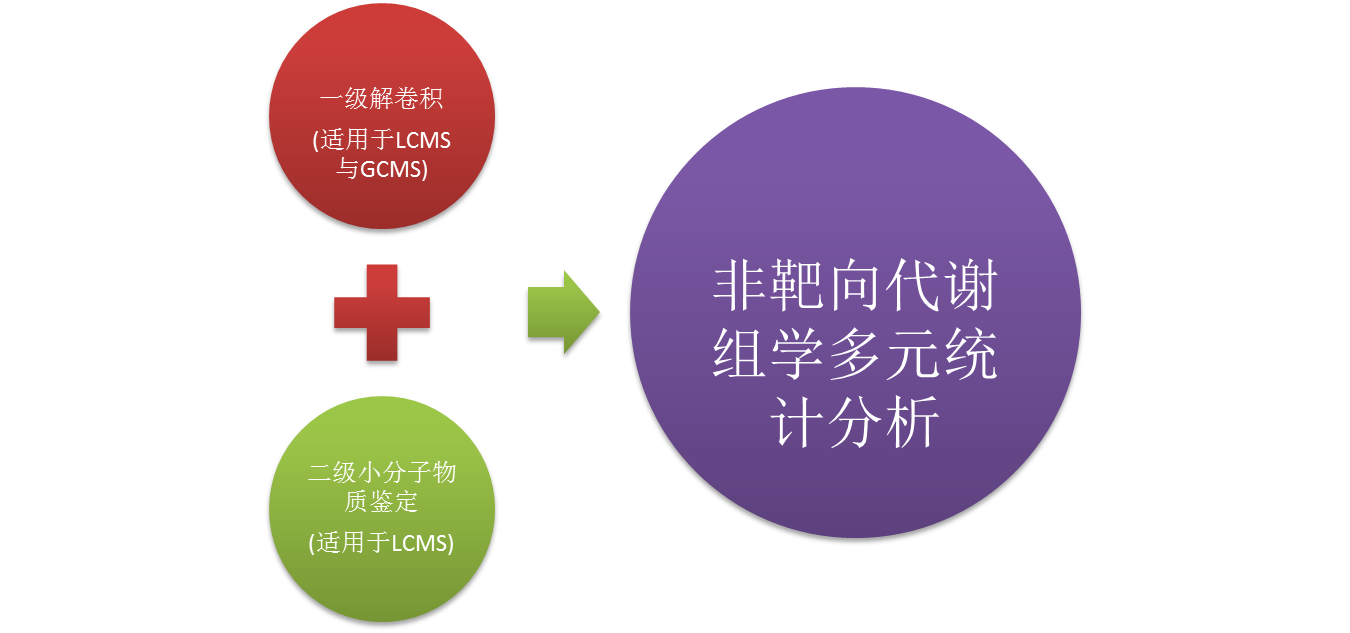 一级解卷积
(适用于LCMS
与GCMS)
二级小分子物
质鉴定
(适用于LCMS)
非靶向代谢
组学多元统
计分析